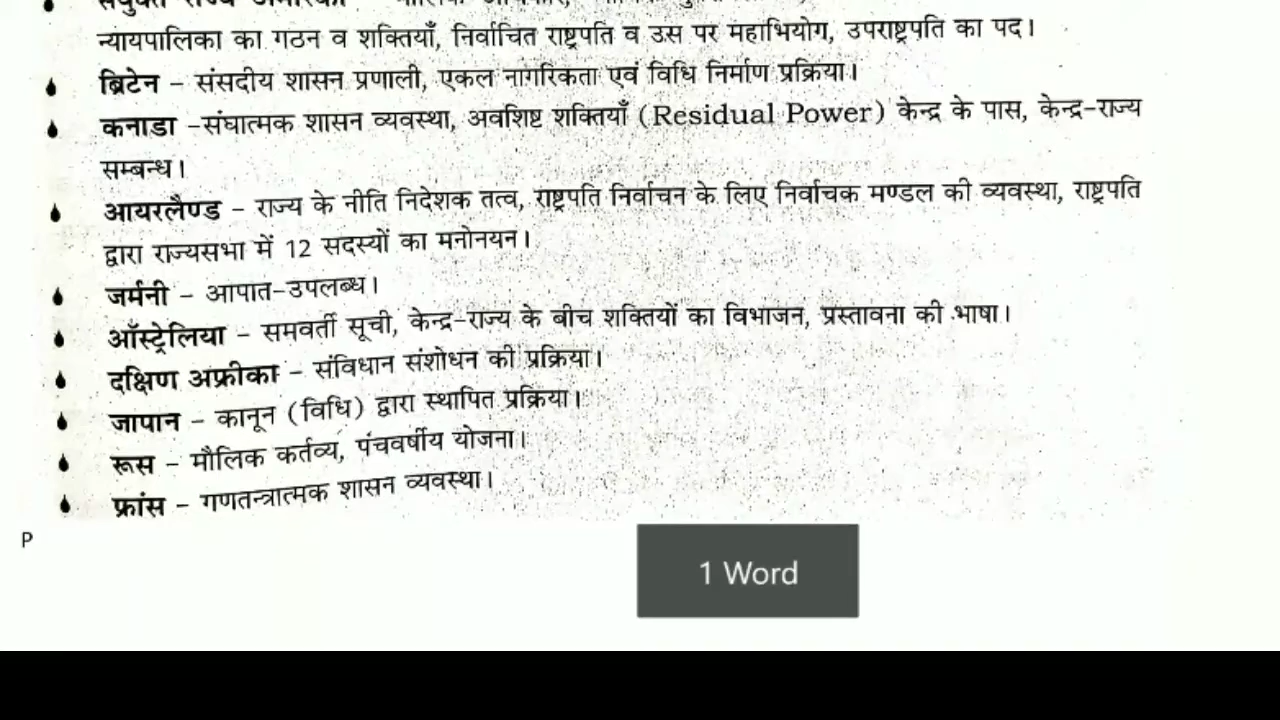 संयुक्त राज्य अमेरिका –
न्यायपालिका का गठन व शक्तियाँ, निर्वाचित राष्ट्रपति व उस पर महाभियोग, उपराष्ट्रपति का पद।
ब्रिटेन – संसदीय शासन प्रणाली, एकल नागरिकता एवं विधि निर्माण प्रक्रिया।
कनाडा –संघात्मक शासन व्यवस्था, अवशिष्ट शक्तियाँ (Residual Power) केन्द्र के पास, केन्द्र–राज्य
सम्बन्ध।
आयरलैण्ड – राज्य के नीति निदेशक तत्व, राष्ट्रपति निर्वाचन के लिए निर्वाचक मण्डल की व्यवस्था, राष्ट्रपति
द्वारा राज्यसभा में 12 सदस्यों का मनोनयन।
जर्मनी – आपात–उपलब्ध।
ऑस्ट्रेलिया – समवर्ती सूची, केन्द्र–राज्य के बीच शक्तियों का विभाजन, प्रस्तावना की भाषा।
दक्षिण अफ्रीका – संविधान संशोधन की प्रक्रिया।
जापान – कानून (विधि) द्वारा स्थापित प्रक्रिया।
रूस – मौलिक कर्तव्य, पंचवर्षीय योजना।
फ्रांस – गणतन्त्रात्मक शासन व्यवस्था।
P
1 Word